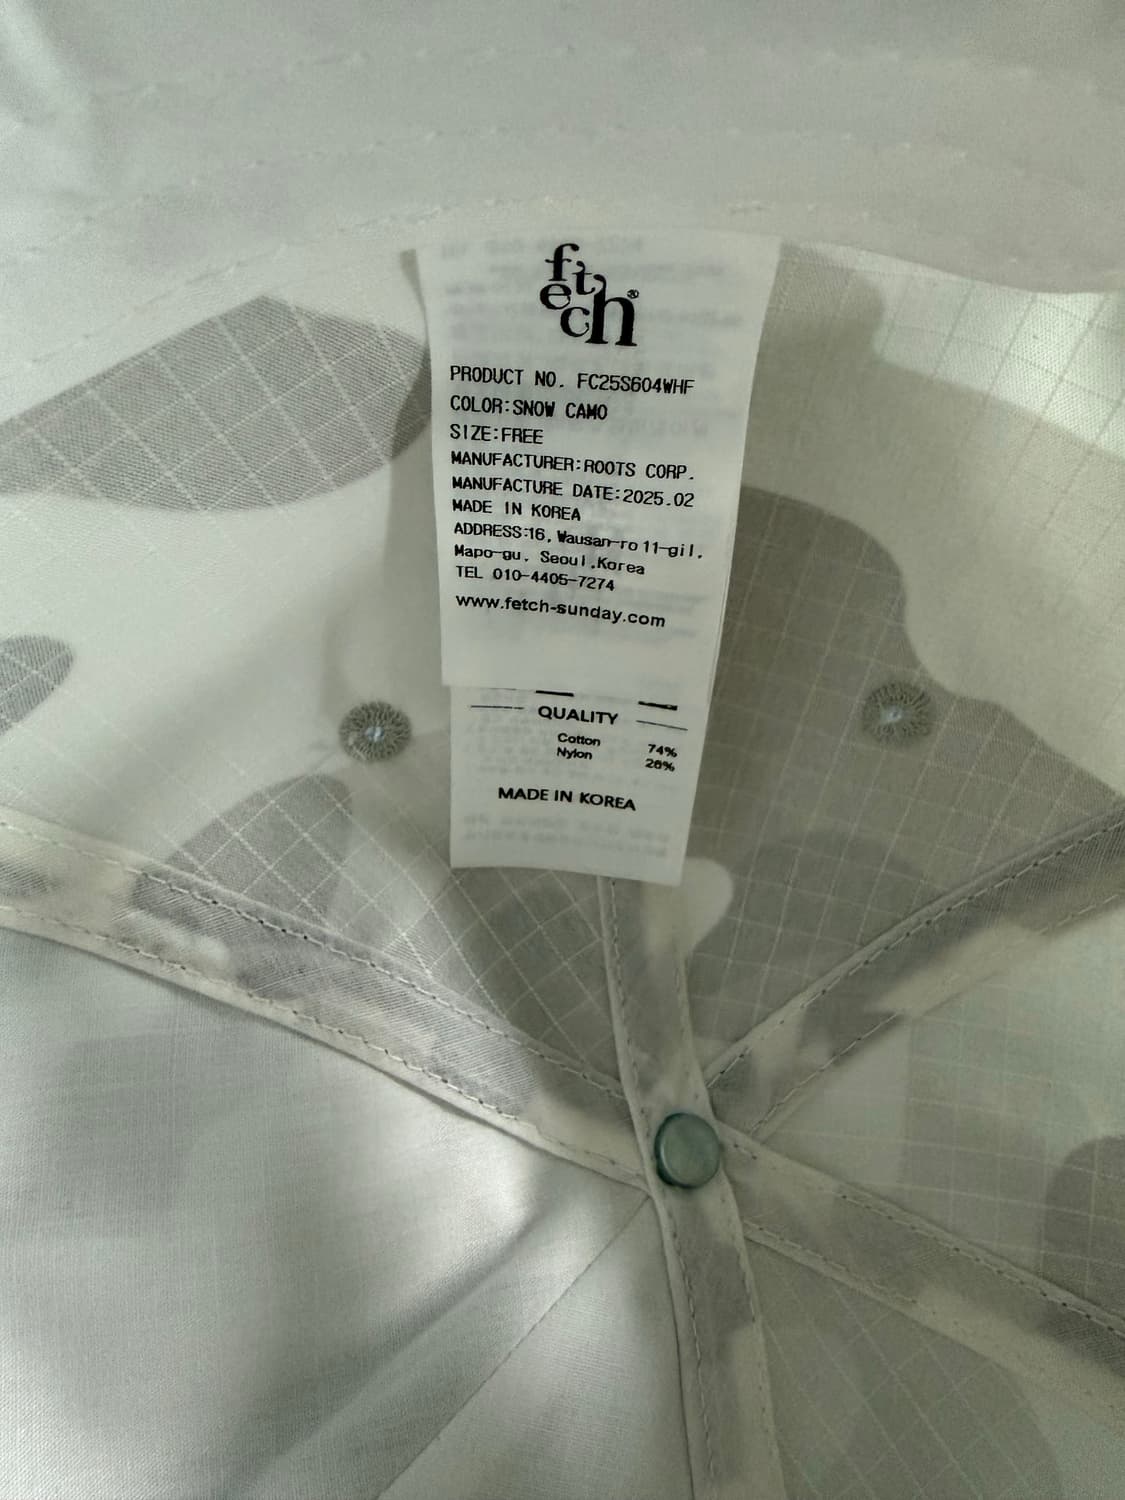 fetch®
PRODUCT NO. FC25S604WHF
COLOR:SNOW CAMO
SIZE:FREE
MANUFACTURER:ROOTS CORP.
MANUFACTURE DATE:2025.02
MADE IN KOREA
ADDRESS:16, Wausan-ro 11-gil,
Mapo-gu, Seoul,Korea
TEL 010-4405-7274
www.fetch-sunday.com
QUALITY
Cotton 74%
Nylon 26%
MADE IN KOREA